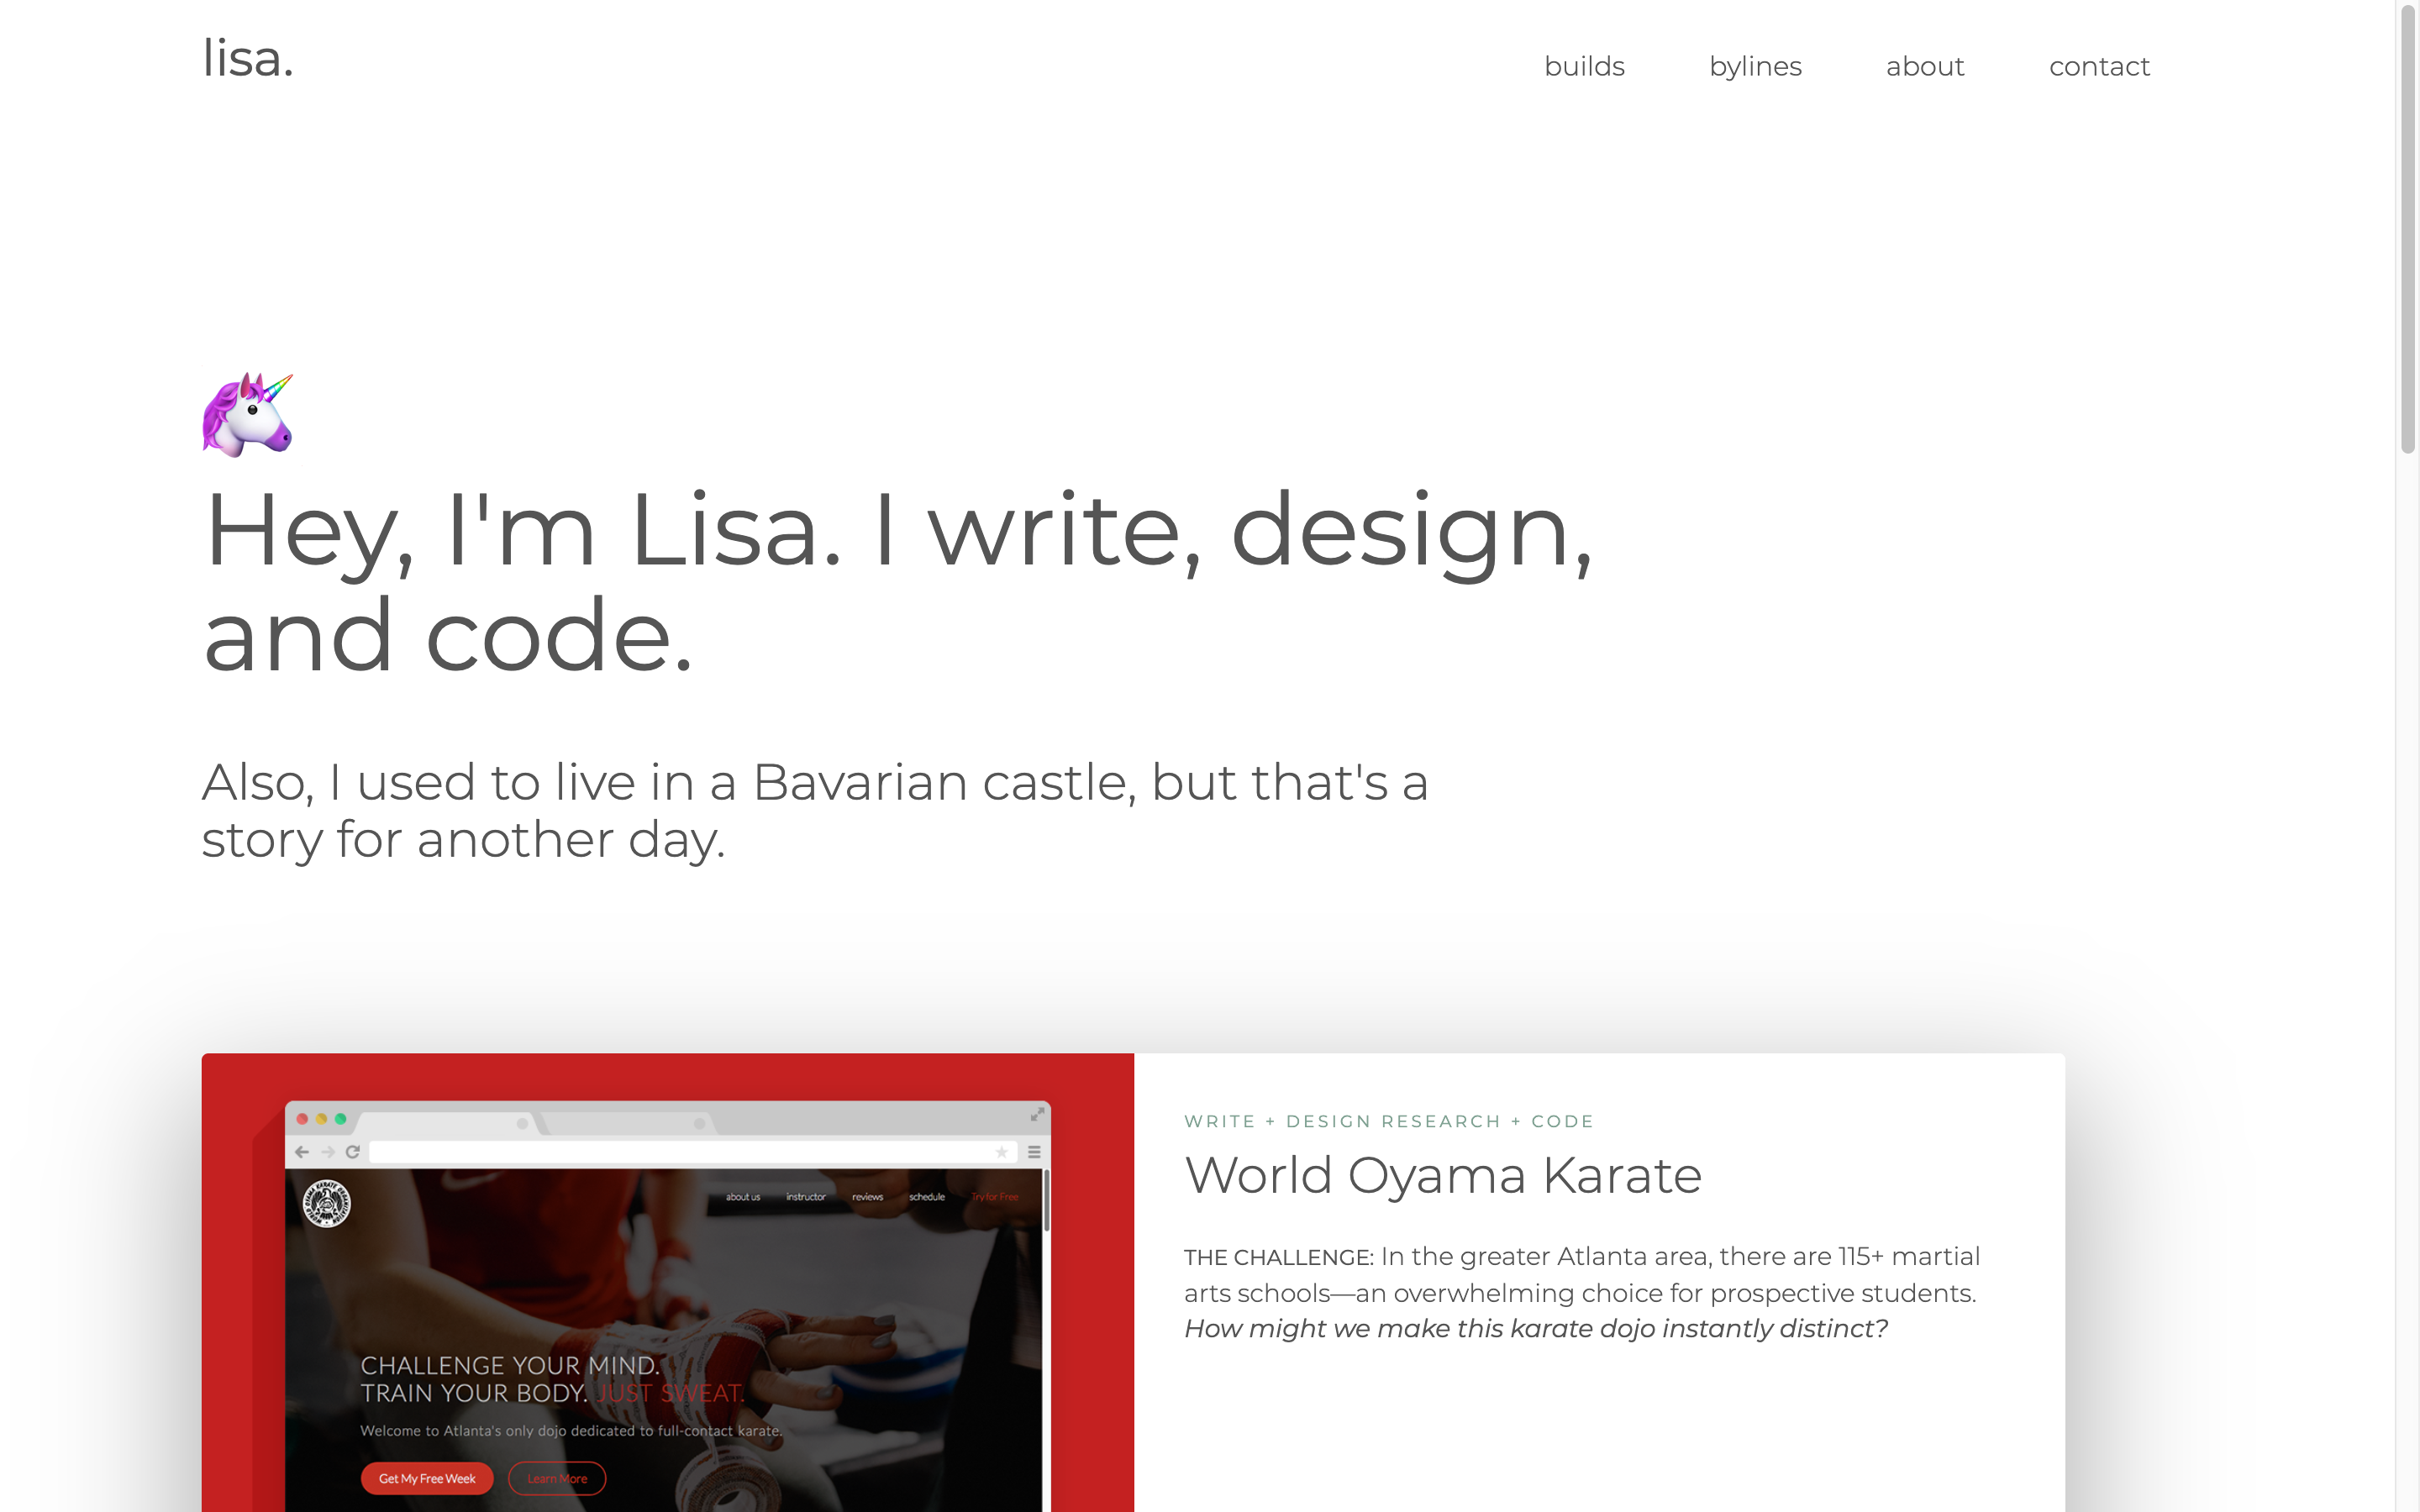 lisa.
builds bylines about contact
Hey, I'm Lisa. I write, design,
and code.
Also, I used to live in a Bavarian castle, but that's a
story for another day.
about us instructor reviews schedule Try for Free
CHALLENGE YOUR MIND.
TRAIN YOUR BODY. JUST SWEAT.
Welcome to Atlanta's only dojo dedicated to full-contact karate.
Get My Free Week Learn More
WRITE + DESIGN RESEARCH + CODE
World Oyama Karate
THE CHALLENGE: In the greater Atlanta area, there are 115+ martial
arts schools—an overwhelming choice for prospective students.
How might we make this karate dojo instantly distinct?